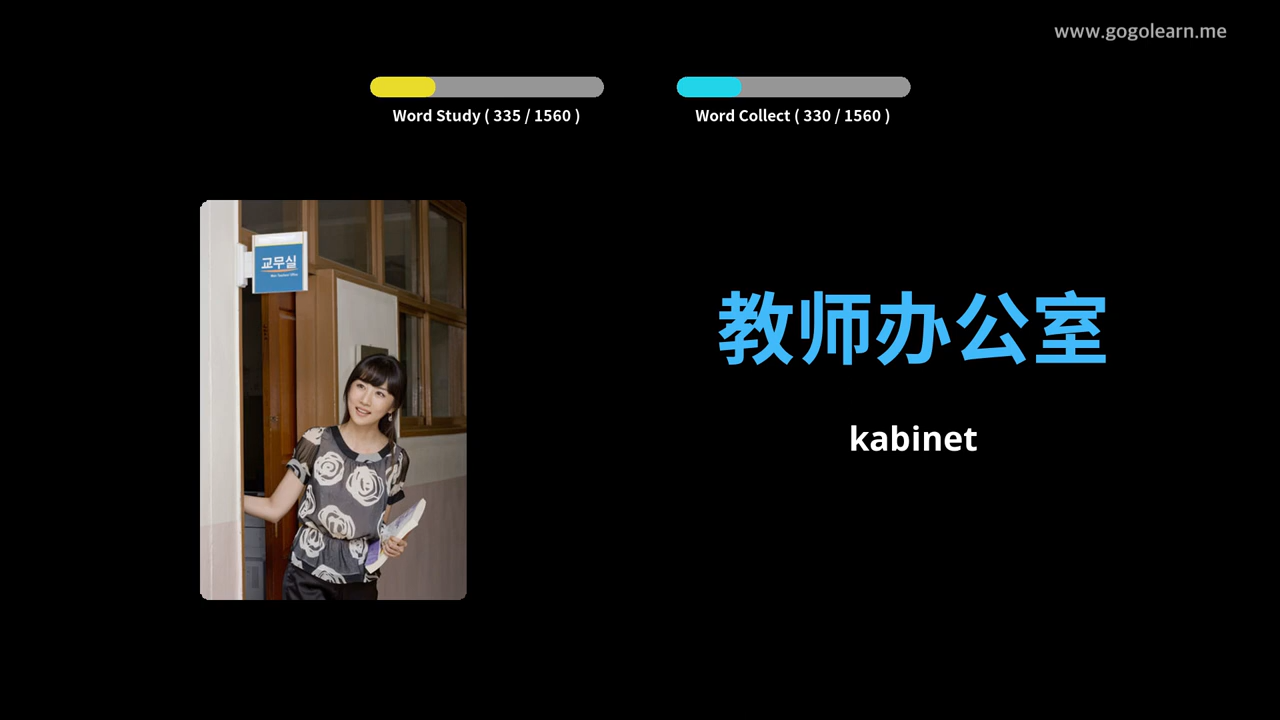 www.gogolearn.me
Word Study ( 335 / 1560 )
Word Collect ( 330 / 1560 )
교무실
教师办公室
kabinet